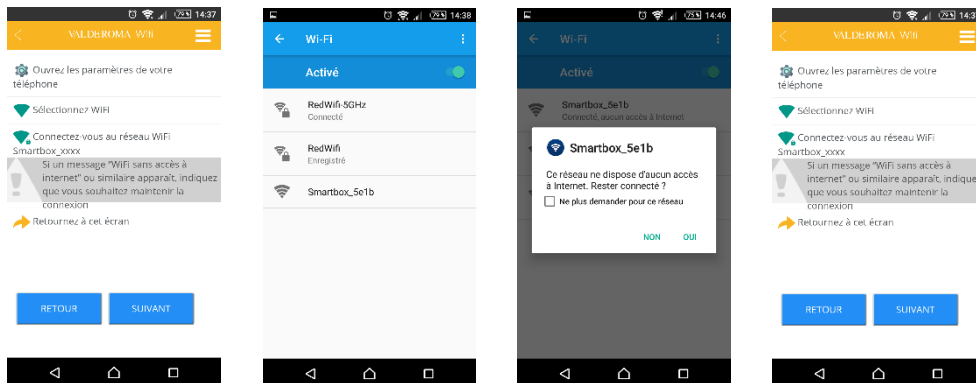 79% 14:37
VALDEROMA Wifi
Ouvrez les paramètres de votre
téléphone
Sélectionnez WIFI
Connectez-vous au réseau WiFi
Smartbox_xxxx
Si un message "WiFi sans accès à
internet" ou similaire apparaît, indiquez
que vous souhaitez maintenir la
connexion
Retournez à cet écran
RETOUR
SUIVANT
79% 14:38
Wi-Fi
Activé
RedWifi-5GHz
Connecté
RedWifi
Enregistré
Smartbox_5e1b
75% 14:46
Wi-Fi
Activé
Smartbox_5e1b
Connecté, aucun accès à Internet
Smartbox_5e1b
Ce réseau ne dispose d'aucun accès
à Internet. Rester connecté ?
Ne plus demander pour ce réseau
NON
OUI
79% 14:3
VALDEROMA Wifi
Ouvrez les paramètres de votre
téléphone
Sélectionnez WIFI
Connectez-vous au réseau WiFi
Smartbox_xxxx
Si un message "WiFi sans accès à
internet" ou similaire apparaît, indique
que vous souhaitez maintenir la
connexion
Retournez à cet écran
RETOUR
SUIVANT